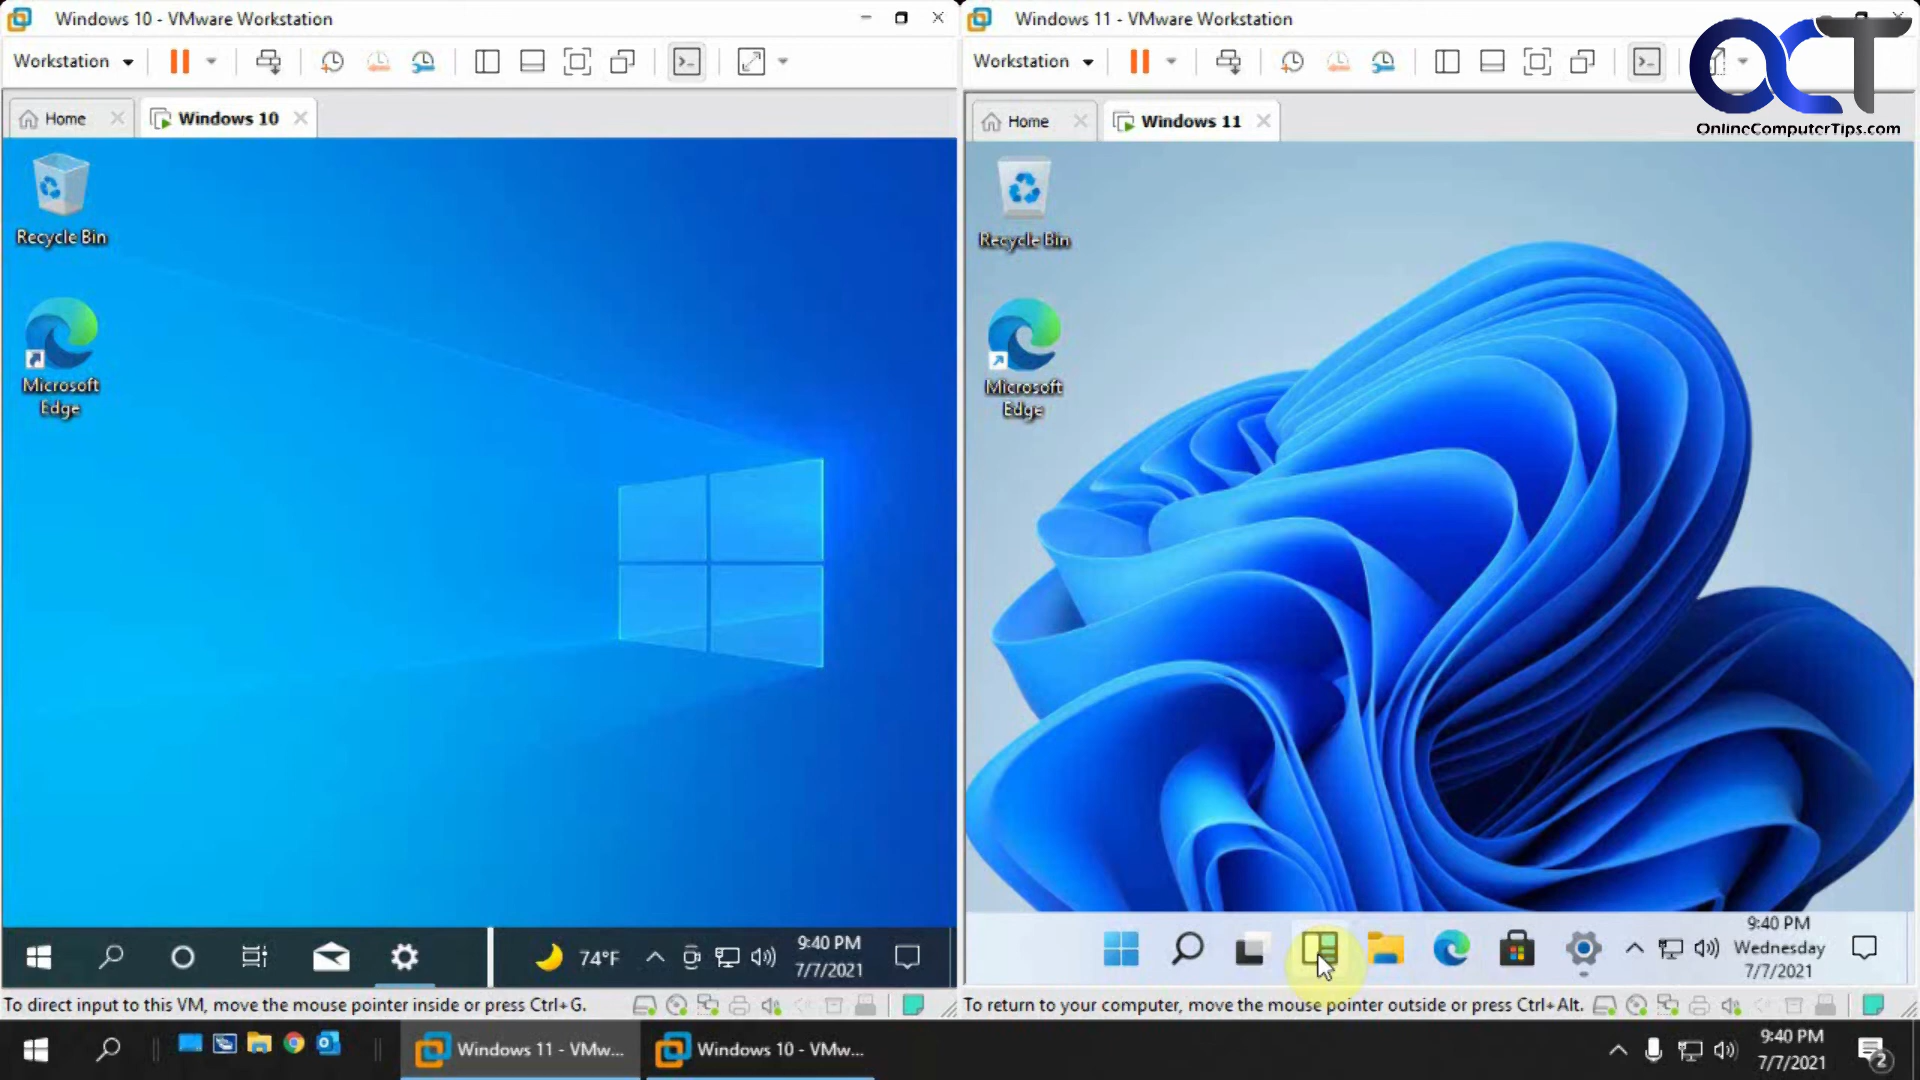 Windows 10 - VMware Workstation
Workstation
Home
Windows 10
Recycle Bin
Microsoft
Edge
74°F
9:40 PM
7/7/2021
To direct input to this VM, move the mouse pointer inside or press Ctrl+G.
Windows 11 - VMware Workstation
Workstation
OCT
OnlineComputerTips.com
Home
Windows 11
Recycle Bin
Microsoft
Edge
9:40 PM
Wednesday
7/7/2021
To return to your computer, move the mouse pointer outside or press Ctrl+Alt.
Windows 11 - VMw...
Windows 10 - VMw...
9:40 PM
7/7/2021
2